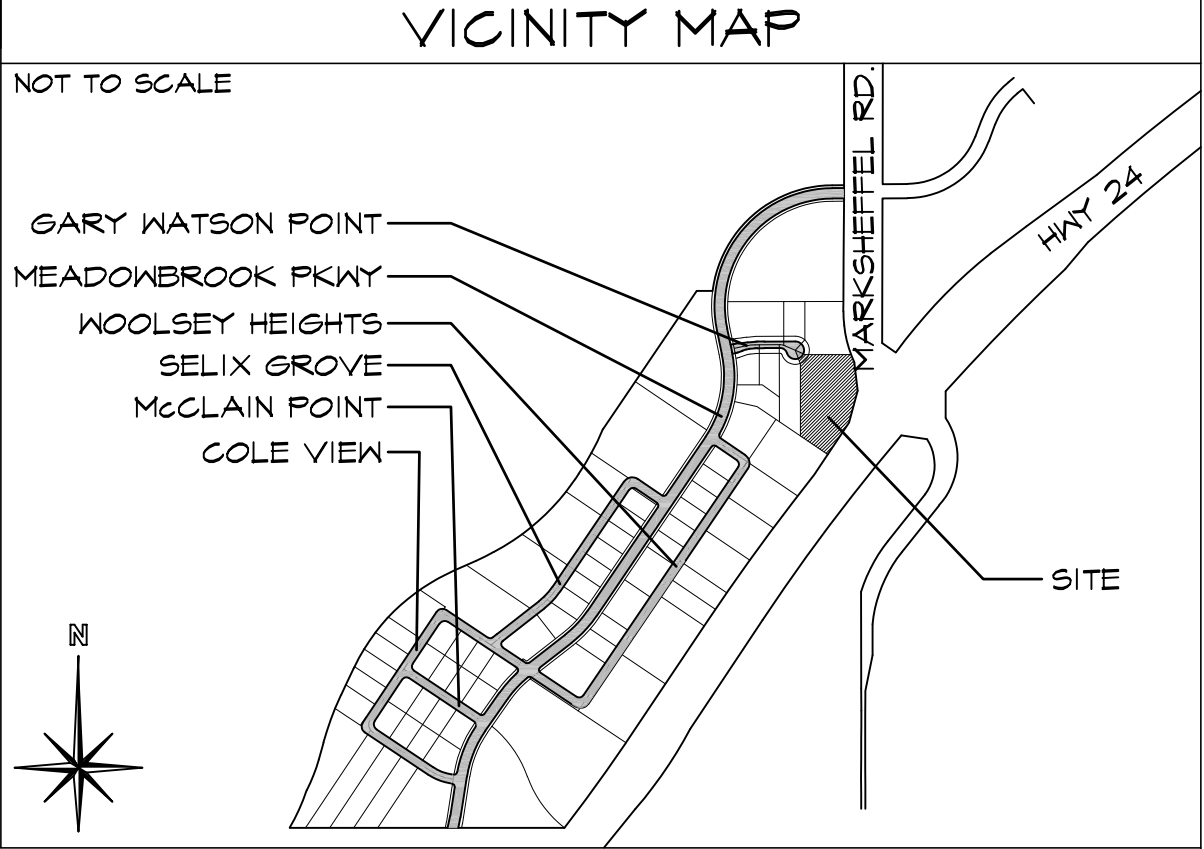 VICINITY MAP
NOT TO SCALE
MARKSHEFFEL RD.
HWY 24
GARY WATSON POINT
MEADOWBROOK PKWY
WOOLSEY HEIGHTS
SELIX GROVE
McCLAIN POINT
COLE VIEW
SITE
N